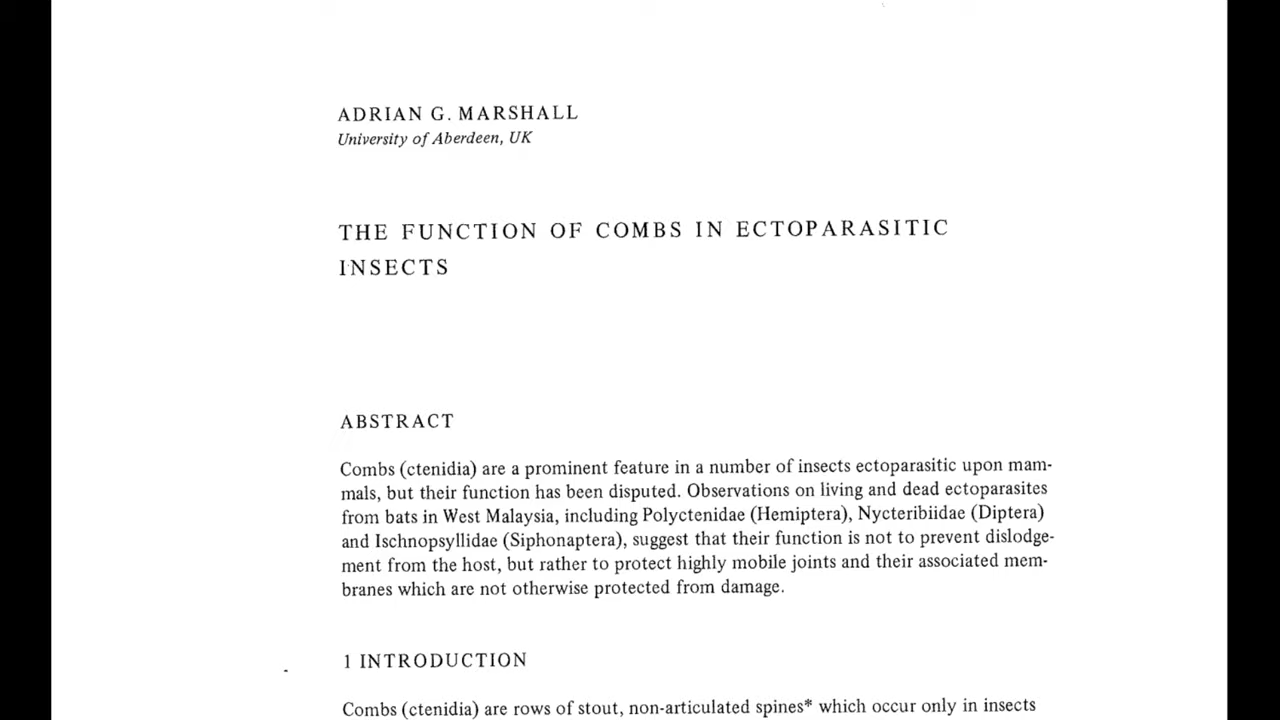 ADRIAN G. MARSHALL
University of Aberdeen, UK
THE FUNCTION OF COMBS IN ECTOPARASITIC
INSECTS
ABSTRACT
Combs (ctenidia) are a prominent feature in a number of insects ectoparasitic upon mam-
mals, but their function has been disputed. Observations on living and dead ectoparasites
from bats in West Malaysia, including Polyctenidae (Hemiptera), Nycteribiidae (Diptera)
and Ischnopsyllidae (Siphonaptera), suggest that their function is not to prevent dislodge-
ment from the host, but rather to protect highly mobile joints and their associated mem-
branes which are not otherwise protected from damage.
1 INTRODUCTION
Combs (ctenidia) are rows of stout, non-articulated spines* which occur only in insects